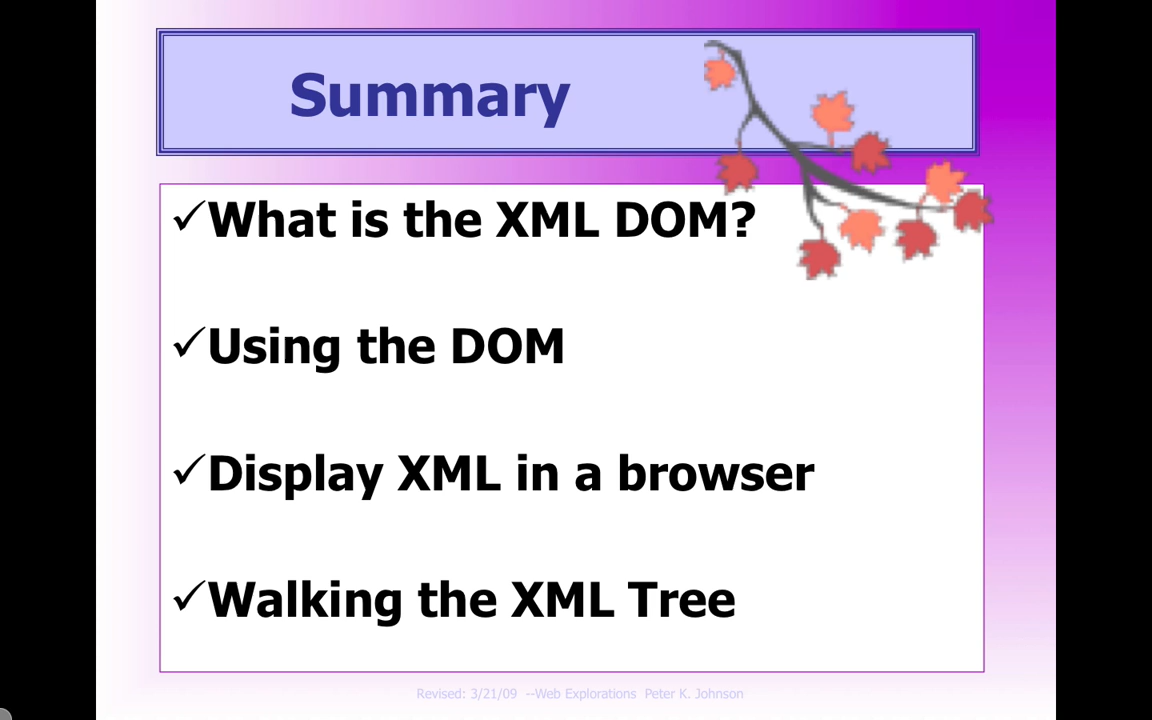 Summary
✓What is the XML DOM?
✓Using the DOM
✓Display XML in a browser
✓Walking the XML Tree
Revised: 3/21/09 --Web Explorations Peter K. Johnson